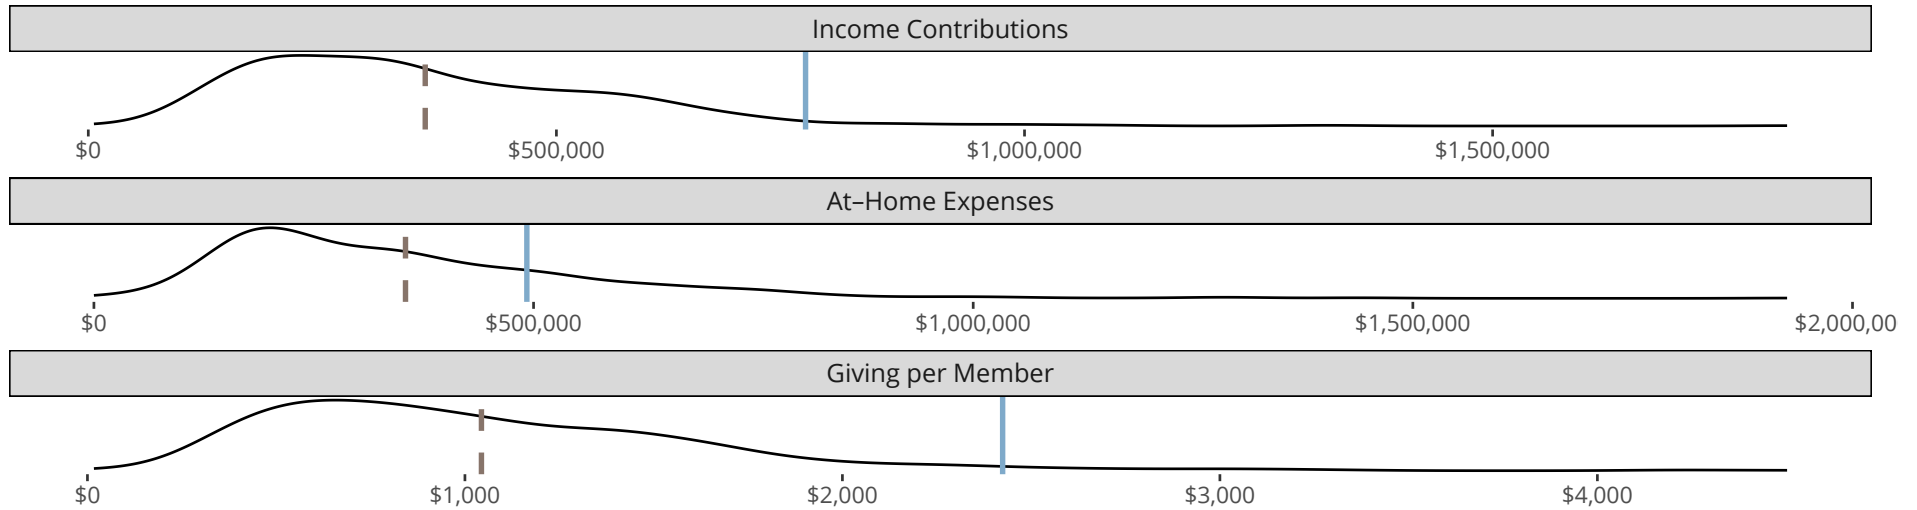 Income Contributions
$0 $500,000 $1,000,000 $1,500,000
At–Home Expenses
$0 $500,000 $1,000,000 $1,500,000 $2,000,00
Giving per Member
$0 $1,000 $2,000 $3,000 $4,000